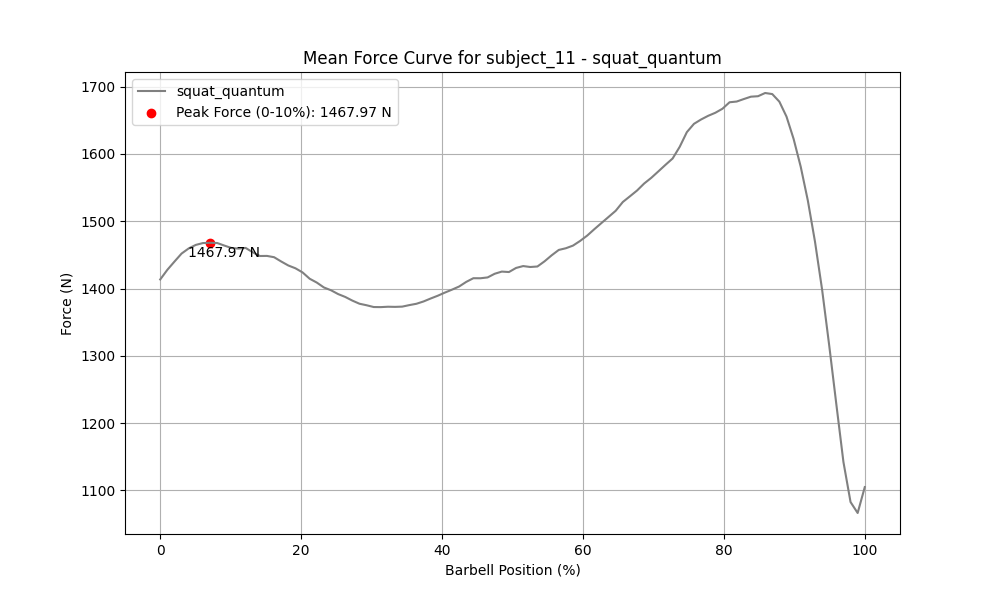 Mean Force Curve for subject_11 - squat_quantum
squat_quantum
Peak Force (0-10%): 1467.97 N
1467.97 N
1700
1600
1500
1400
1300
1200
1100
Force (N)
0 20 40 60 80 100
Barbell Position (%)